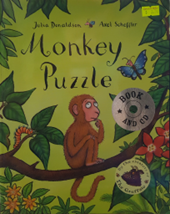 Julia Donaldson Axel Scheffler
Monkey
Puzzle
BOOK
AND CD